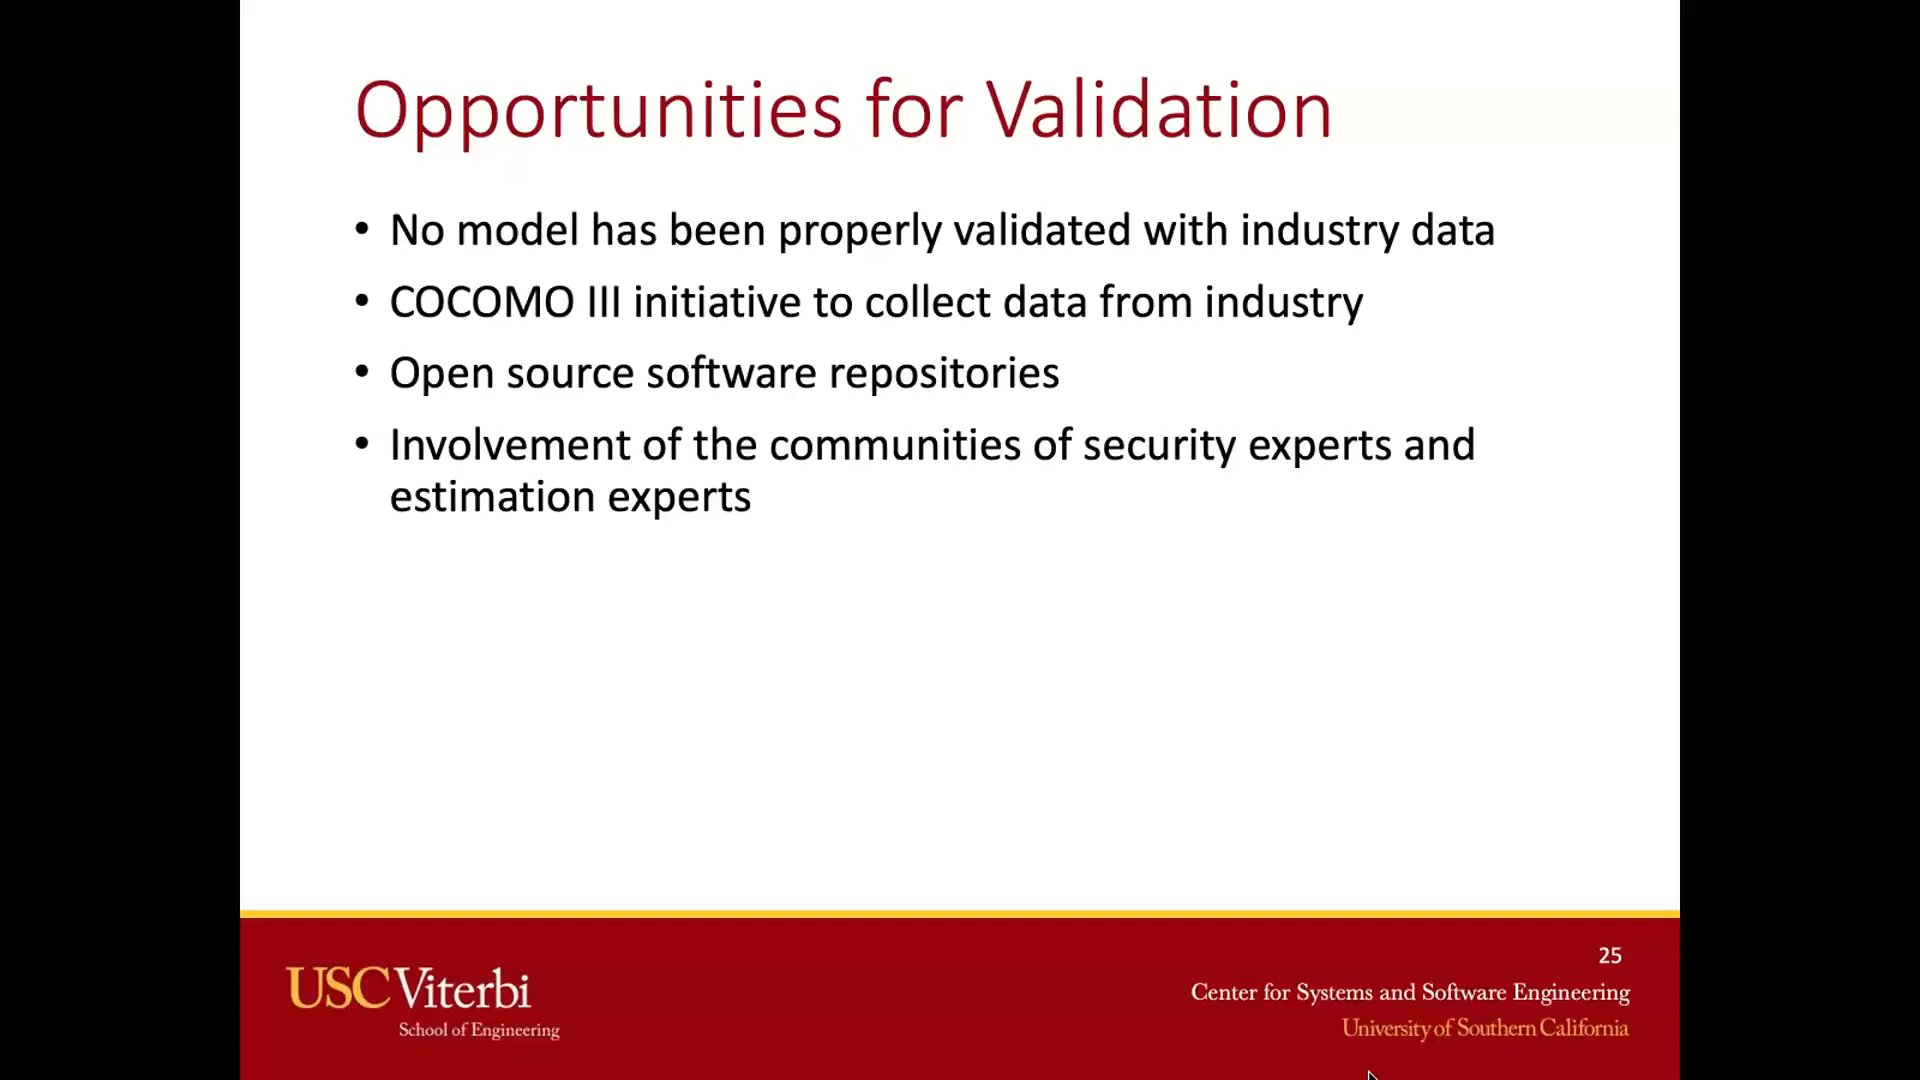 Opportunities for Validation
• No model has been properly validated with industry data
• COCOMO III initiative to collect data from industry
• Open source software repositories
• Involvement of the communities of security experts and
estimation experts
25
USC Viterbi
School of Engineering
Center for Systems and Software Engineering
University of Southern California